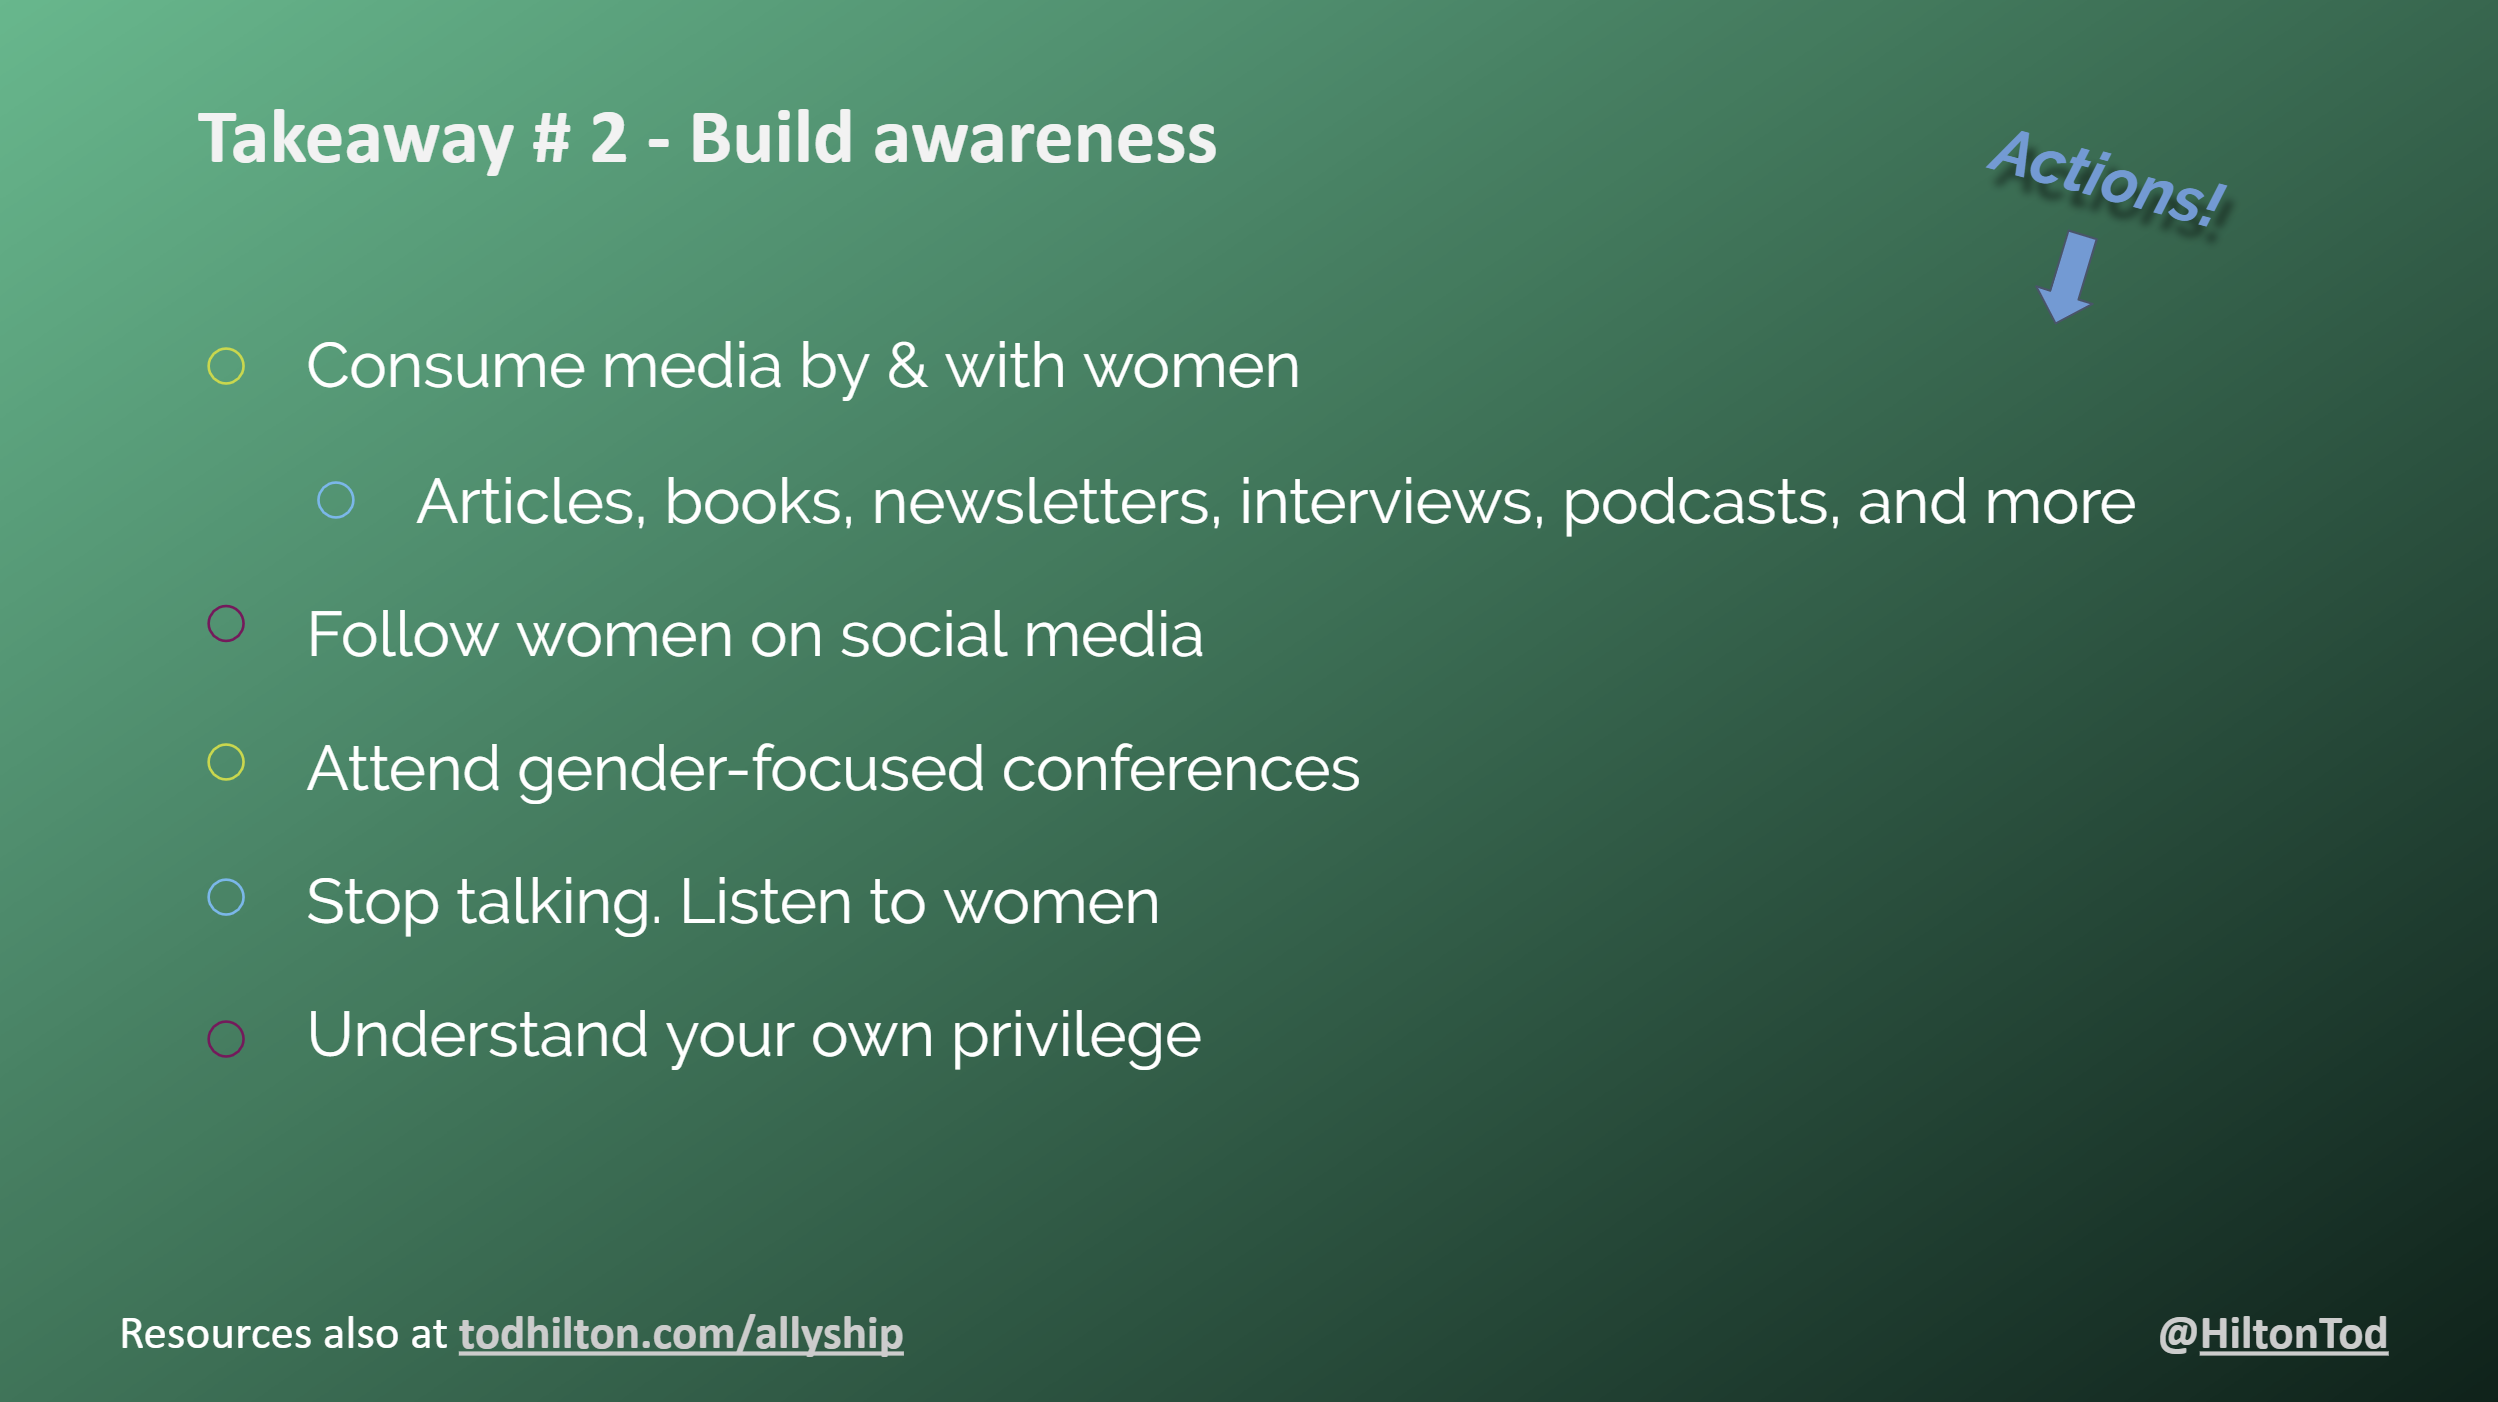 Takeaway # 2 - Build awareness
Actions!
Consume media by & with women
Articles, books, newsletters, interviews, podcasts, and more
Follow women on social media
Attend gender-focused conferences
Stop talking. Listen to women
Understand your own privilege
Resources also at todhilton.com/allyship
@HiltonTod